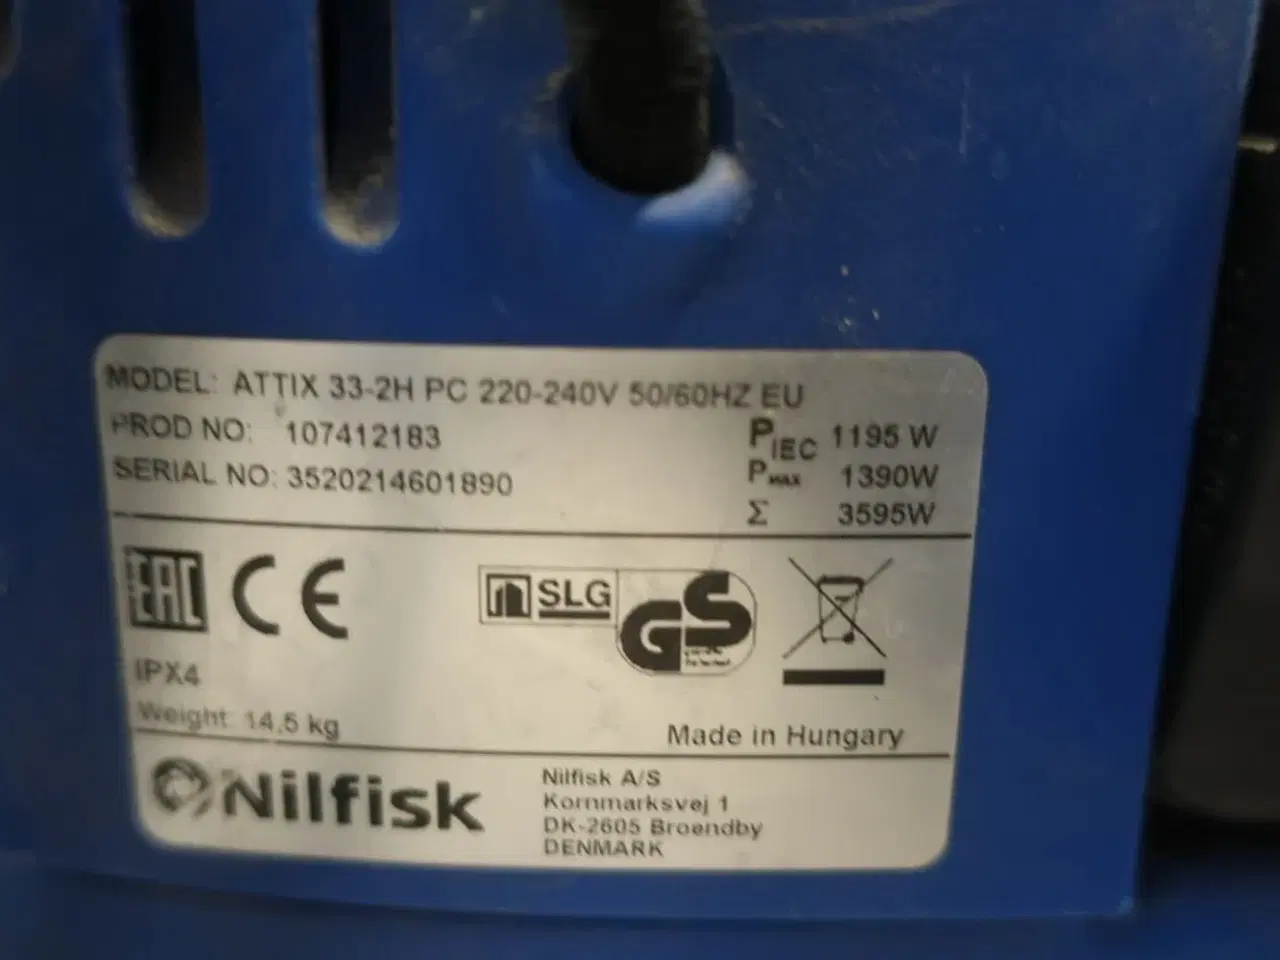 MODEL: ATTIX 33-2H PC 220-240V 50/60HZ EU
PROD NO: 107412183
SERIAL NO: 3520214601890
PIEC 1195 W
PMAX 1390W
Σ 3595W
EAC CE
SLG GS
IPX4
Weight: 14,5 kg
Made in Hungary
Nilfisk
Nilfisk A/S
Kornmarksvej 1
DK-2605 Broendby
DENMARK